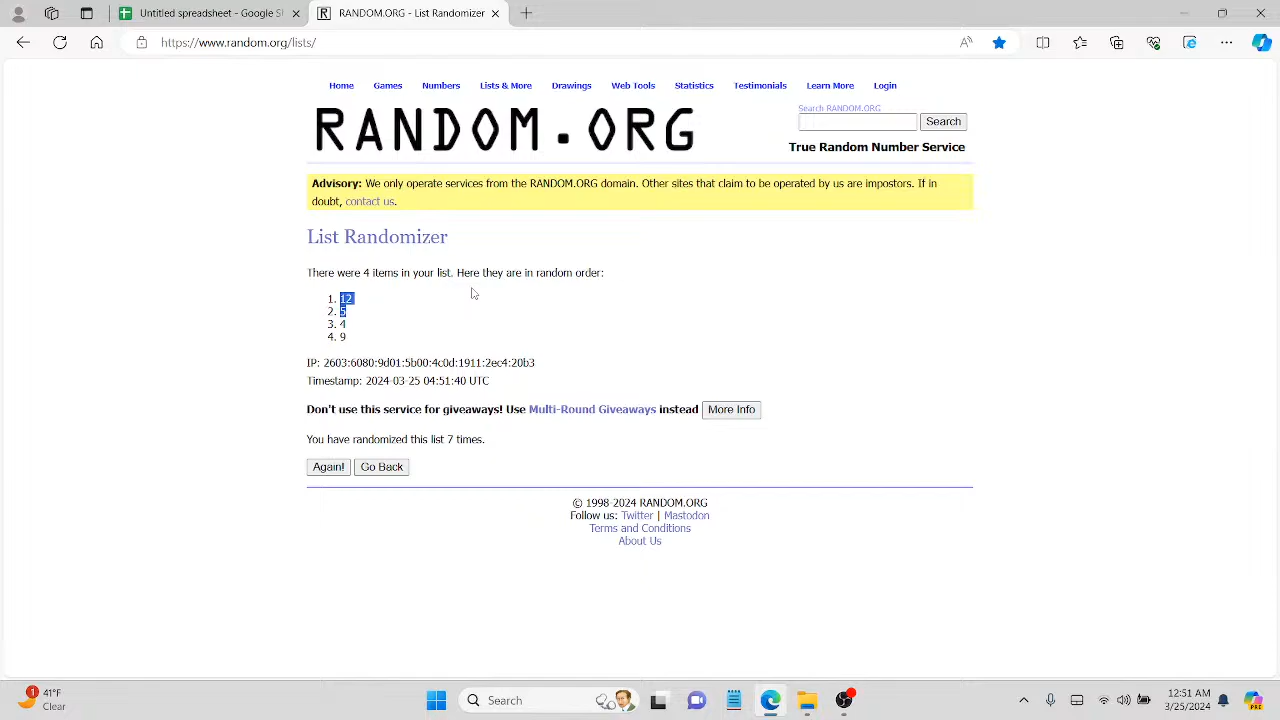 Untitled spreadsheet - Google S
RANDOM.ORG - List Randomizer
https://www.random.org/lists/
Home Games Numbers Lists & More Drawings Web Tools Statistics Testimonials Learn More Login
Search RANDOM.ORG
RANDOM.ORG
Search
True Random Number Service
Advisory: We only operate services from the RANDOM.ORG domain. Other sites that claim to be operated by us are impostors. If in
doubt, contact us.
List Randomizer
There were 4 items in your list. Here they are in random order:
1. 12
2. 5
3. 4
4. 9
IP: 2603:6080:9d01:5b00:4c0d:1911:2ec4:20b3
Timestamp: 2024-03-25 04:51:40 UTC
Don't use this service for giveaways! Use Multi-Round Giveaways instead More Info
You have randomized this list 7 times.
Again! Go Back
© 1998-2024 RANDOM.ORG
Follow us: Twitter | Mastodon
Terms and Conditions
About Us
1
41°F
Clear
Search
12:51 AM
3/25/2024
PRE